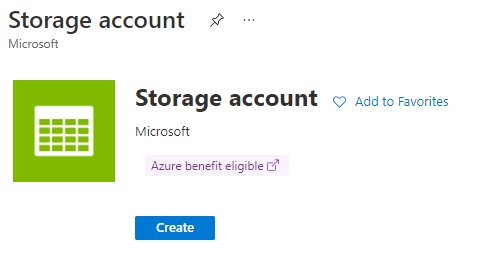 Storage account
Microsoft
Storage account
Add to Favorites
Microsoft
Azure benefit eligible
Create